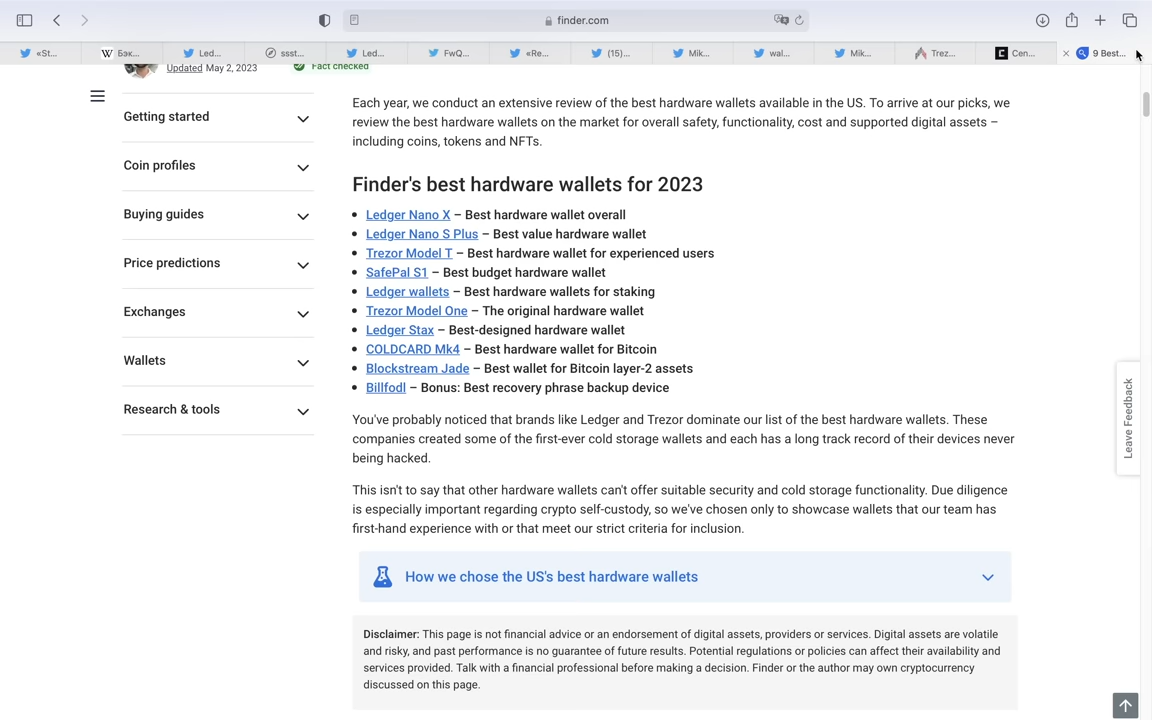 finder.com
«St...
Бэк...
Led...
ssst...
Led...
FwQ...
«Re...
(15)...
Mik...
wal...
Mik...
Trez...
Cen...
9 Best...
Updated May 2, 2023
Fact checked
Getting started
Coin profiles
Buying guides
Price predictions
Exchanges
Wallets
Research & tools
Each year, we conduct an extensive review of the best hardware wallets available in the US. To arrive at our picks, we
review the best hardware wallets on the market for overall safety, functionality, cost and supported digital assets –
including coins, tokens and NFTs.
Finder's best hardware wallets for 2023
• Ledger Nano X – Best hardware wallet overall
• Ledger Nano S Plus – Best value hardware wallet
• Trezor Model T – Best hardware wallet for experienced users
• SafePal S1 – Best budget hardware wallet
• Ledger wallets – Best hardware wallets for staking
• Trezor Model One – The original hardware wallet
• Ledger Stax – Best-designed hardware wallet
• COLDCARD Mk4 – Best hardware wallet for Bitcoin
• Blockstream Jade – Best wallet for Bitcoin layer-2 assets
• Billfodl – Bonus: Best recovery phrase backup device
You've probably noticed that brands like Ledger and Trezor dominate our list of the best hardware wallets. These
companies created some of the first-ever cold storage wallets and each has a long track record of their devices never
being hacked.
This isn't to say that other hardware wallets can't offer suitable security and cold storage functionality. Due diligence
is especially important regarding crypto self-custody, so we've chosen only to showcase wallets that our team has
first-hand experience with or that meet our strict criteria for inclusion.
How we chose the US's best hardware wallets
Disclaimer: This page is not financial advice or an endorsement of digital assets, providers or services. Digital assets are volatile
and risky, and past performance is no guarantee of future results. Potential regulations or policies can affect their availability and
services provided. Talk with a financial professional before making a decision. Finder or the author may own cryptocurrency
discussed on this page.
Leave Feedback